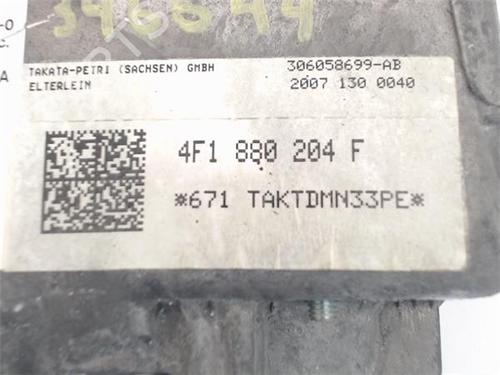 TAKATA-PETRI (SACHSEN) GMBH 306058699-AB
ELTERLEIN 2007 130 0040
4F1 880 204 F
*671 TAKTDMN33PE*